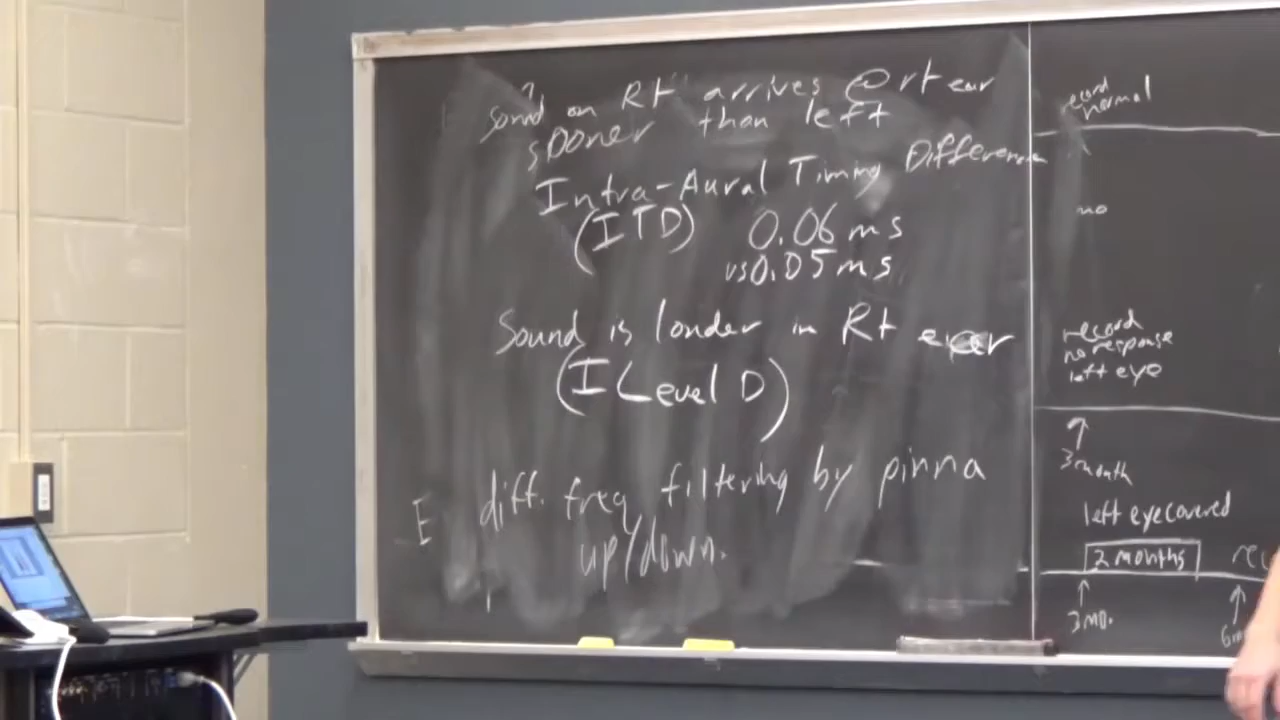 sound on Rt arrives @ rt ear
sooner than left
Intra-Aural Timing Differences
(ITD) 0.06 ms
vs 0.05 ms
Sound is louder in Rt ear
(I Level D)
E diff. freq filtering by pinna
up/down.
record
normal
no
record
no response
left eye
3 month
left eye covered
2 months
3 mo.